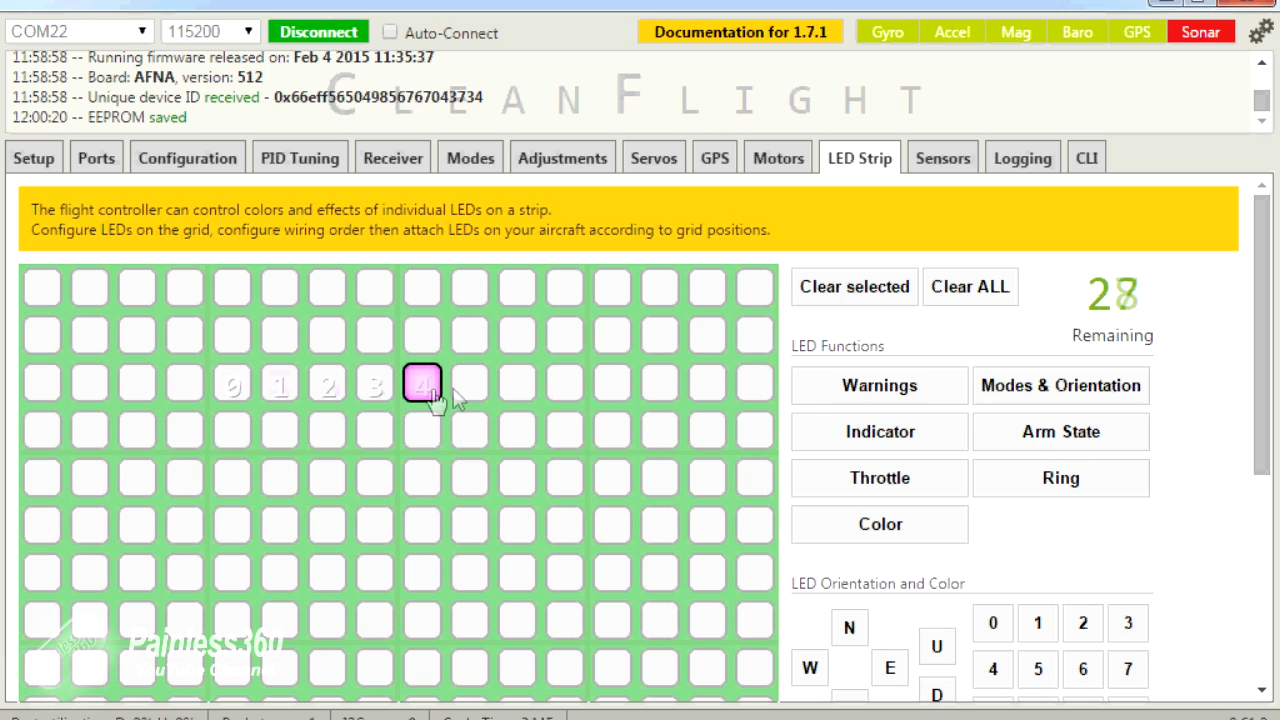 COM22 115200 Disconnect Auto-Connect Documentation for 1.7.1 Gyro Accel Mag Baro GPS Sonar
11:58:58 -- Running firmware released on: Feb 4 2015 11:35:37
11:58:58 -- Board: AFNA, version: 512
11:58:58 -- Unique device ID received - 0x66eff565049856767043734
12:00:20 -- EEPROM saved
CLEANFLIGHT
Setup Ports Configuration PID Tuning Receiver Modes Adjustments Servos GPS Motors LED Strip Sensors Logging CLI
The flight controller can control colors and effects of individual LEDs on a strip.
Configure LEDs on the grid, configure wiring order then attach LEDs on your aircraft according to grid positions.
Clear selected Clear ALL
Remaining
LED Functions
0 1 2 3 4
Warnings Modes & Orientation
Indicator Arm State
Throttle Ring
Color
LED Orientation and Color
N
W E
U
D
0 1 2 3
4 5 6 7
Painless360
YouTube Channel